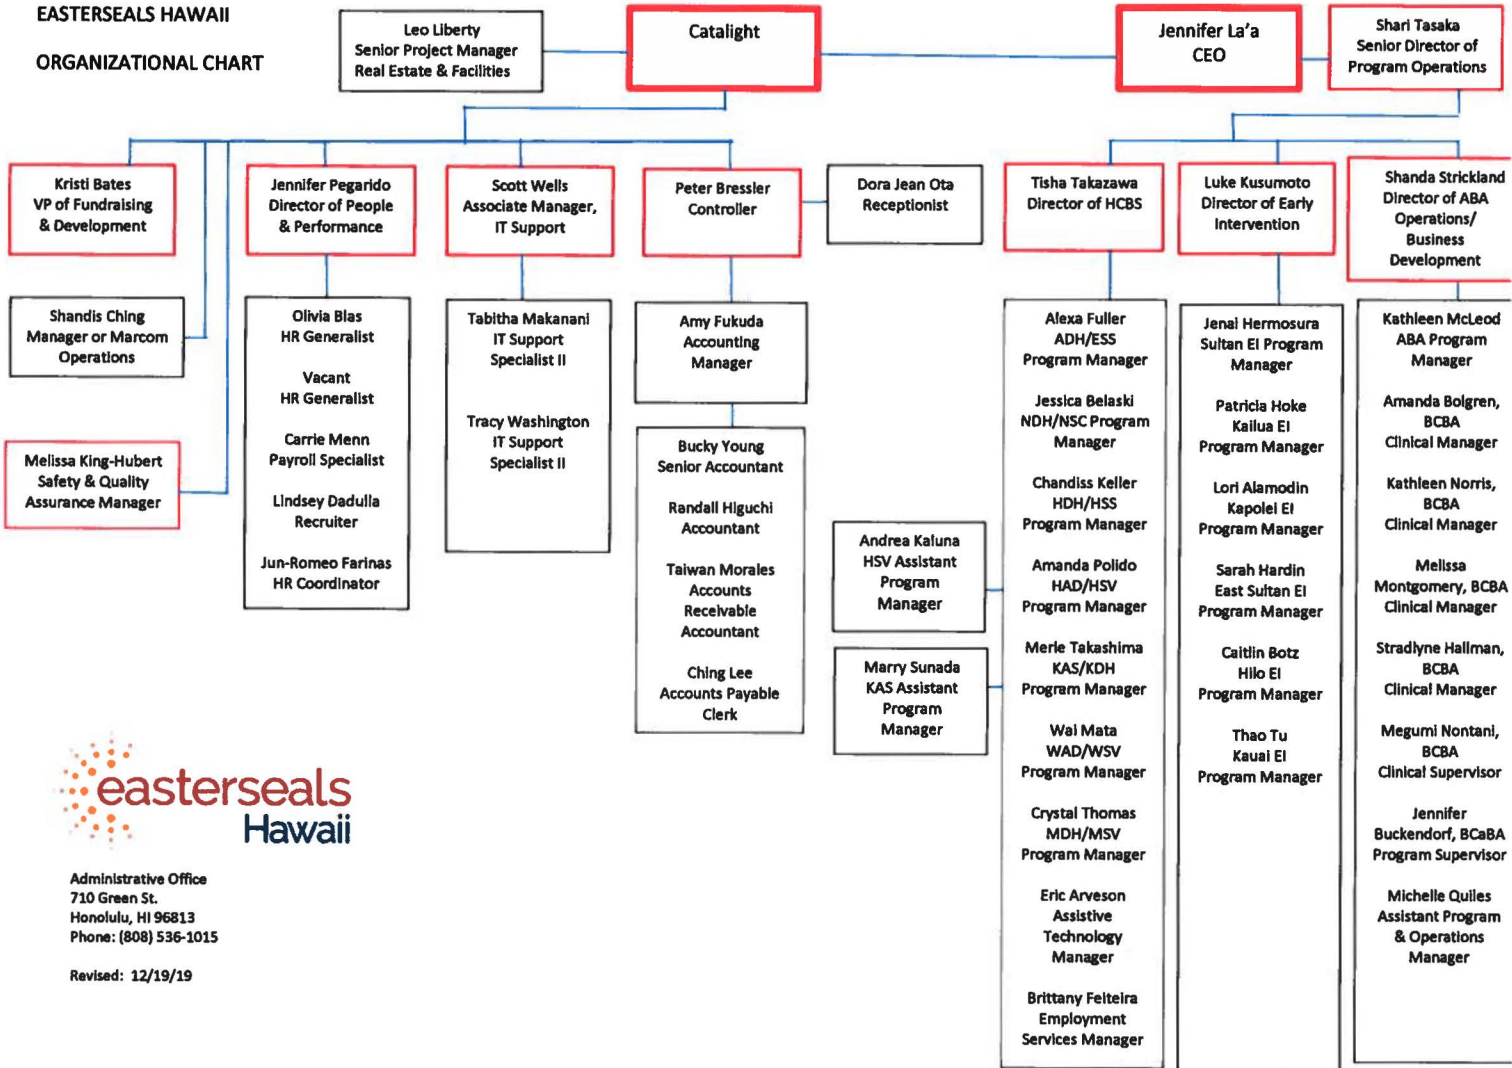 EASTERSEALS HAWAII
ORGANIZATIONAL CHART
Leo Liberty
Senior Project Manager
Real Estate & Facilities
Catalight
Jennifer La'a
CEO
Shari Tasaka
Senior Director of
Program Operations
Kristi Bates
VP of Fundraising
& Development
Jennifer Pegarido
Director of People
& Performance
Scott Wells
Associate Manager,
IT Support
Peter Bressler
Controller
Dora Jean Ota
Receptionist
Tisha Takazawa
Director of HCBS
Luke Kusumoto
Director of Early
Intervention
Shanda Strickland
Director of ABA
Operations/
Business
Development
Shandis Ching
Manager or Marcom
Operations
Melissa King-Hubert
Safety & Quality
Assurance Manager
Olivia Blas
HR Generalist
Vacant
HR Generalist
Carrie Menn
Payroll Specialist
Lindsey Dadulla
Recruiter
Jun-Romeo Farinas
HR Coordinator
Tabitha Makanani
IT Support
Specialist II
Tracy Washington
IT Support
Specialist II
Amy Fukuda
Accounting
Manager
Bucky Young
Senior Accountant
Randall Higuchi
Accountant
Taiwan Morales
Accounts
Receivable
Accountant
Ching Lee
Accounts Payable
Clerk
Andrea Kaluna
HSV Assistant
Program
Manager
Marry Sunada
KAS Assistant
Program
Manager
Alexa Fuller
ADH/ESS
Program Manager
Jessica Belaski
NDH/NSC Program
Manager
Chandiss Keller
HDH/HSS
Program Manager
Amanda Polido
HAD/HSV
Program Manager
Merle Takashima
KAS/KDH
Program Manager
Wai Mata
WAD/WSV
Program Manager
Crystal Thomas
MDH/MSV
Program Manager
Eric Arveson
Assistive
Technology
Manager
Brittany Felteira
Employment
Services Manager
Jenai Hermosura
Sultan EI Program
Manager
Patricia Hoke
Kailua EI
Program Manager
Lori Alamodin
Kapolei EI
Program Manager
Sarah Hardin
East Sultan EI
Program Manager
Caitlin Botz
Hilo EI
Program Manager
Thao Tu
Kauai EI
Program Manager
Kathleen McLeod
ABA Program
Manager
Amanda Bolgren,
BCBA
Clinical Manager
Kathleen Norris,
BCBA
Clinical Manager
Melissa
Montgomery, BCBA
Clinical Manager
Stradlyne Hallman,
BCBA
Clinical Manager
Megumi Nontani,
BCBA
Clinical Supervisor
Jennifer
Buckendorf, BCaBA
Program Supervisor
Michelle Quiles
Assistant Program
& Operations
Manager
easterseals
Hawaii
Administrative Office
710 Green St.
Honolulu, HI 96813
Phone: (808) 536-1015
Revised: 12/19/19